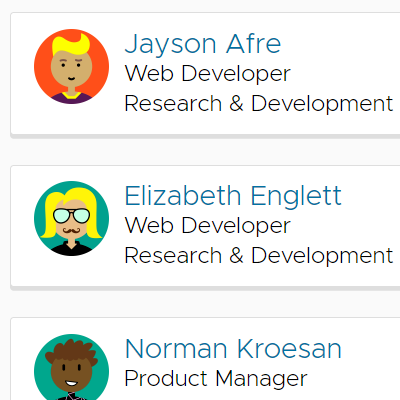 Jayson Afre
Web Developer
Research & Development
Elizabeth Englett
Web Developer
Research & Development
Norman Kroesan
Product Manager